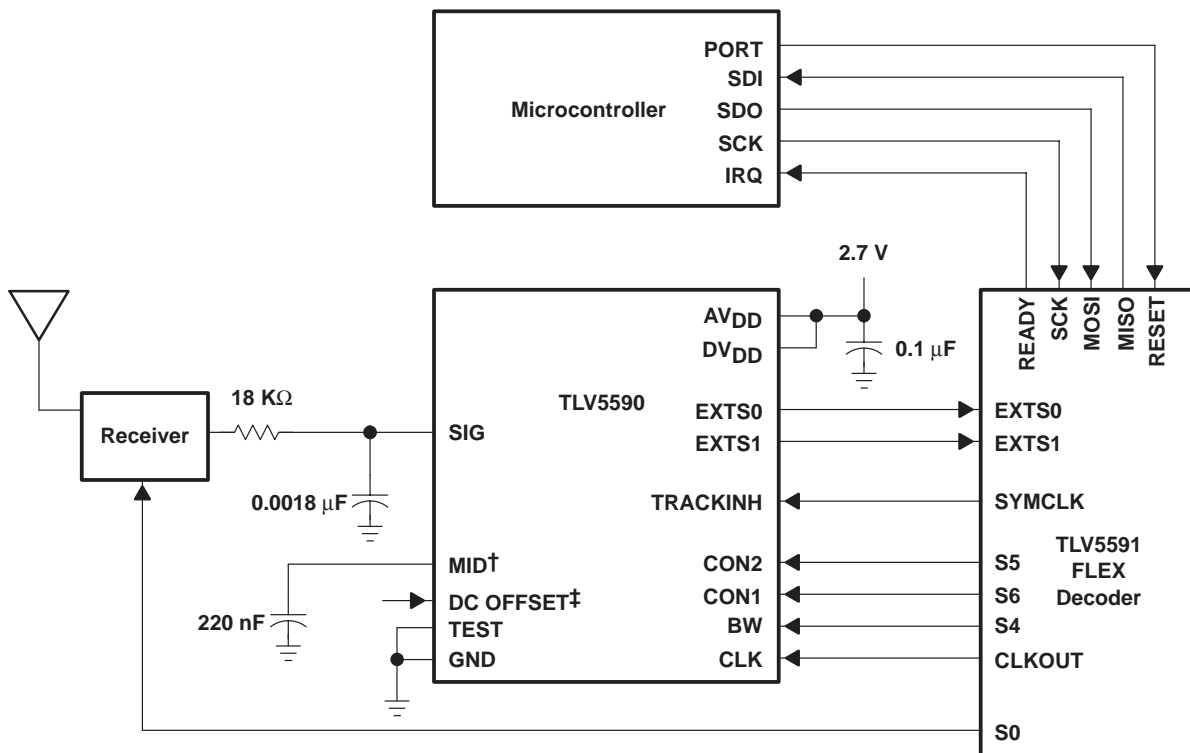 PORT
SDI
Microcontroller
SDO
SCK
IRQ
2.7 V
READY
SCK
MOSI
MISO
RESET
AVDD
DVDD
0.1 µF
18 KΩ
TLV5590
Receiver
SIG
EXTS0
EXTS0
EXTS1
EXTS1
0.0018 µF
TRACKINH
SYMCLK
MID†
CON2
S5
TLV5591
FLEX
Decoder
DC OFFSET‡
CON1
S6
220 nF
TEST
BW
S4
GND
CLK
CLKOUT
S0